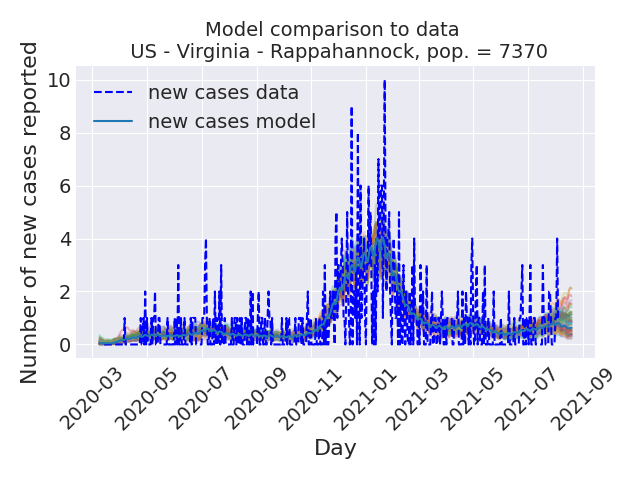 Model comparison to data
US - Virginia - Rappahannock, pop. = 7370
Number of new cases reported
10
8
6
4
2
0
new cases data
new cases model
2020-03
2020-05
2020-07
2020-09
2020-11
2021-01
2021-03
2021-05
2021-07
2021-09
Day